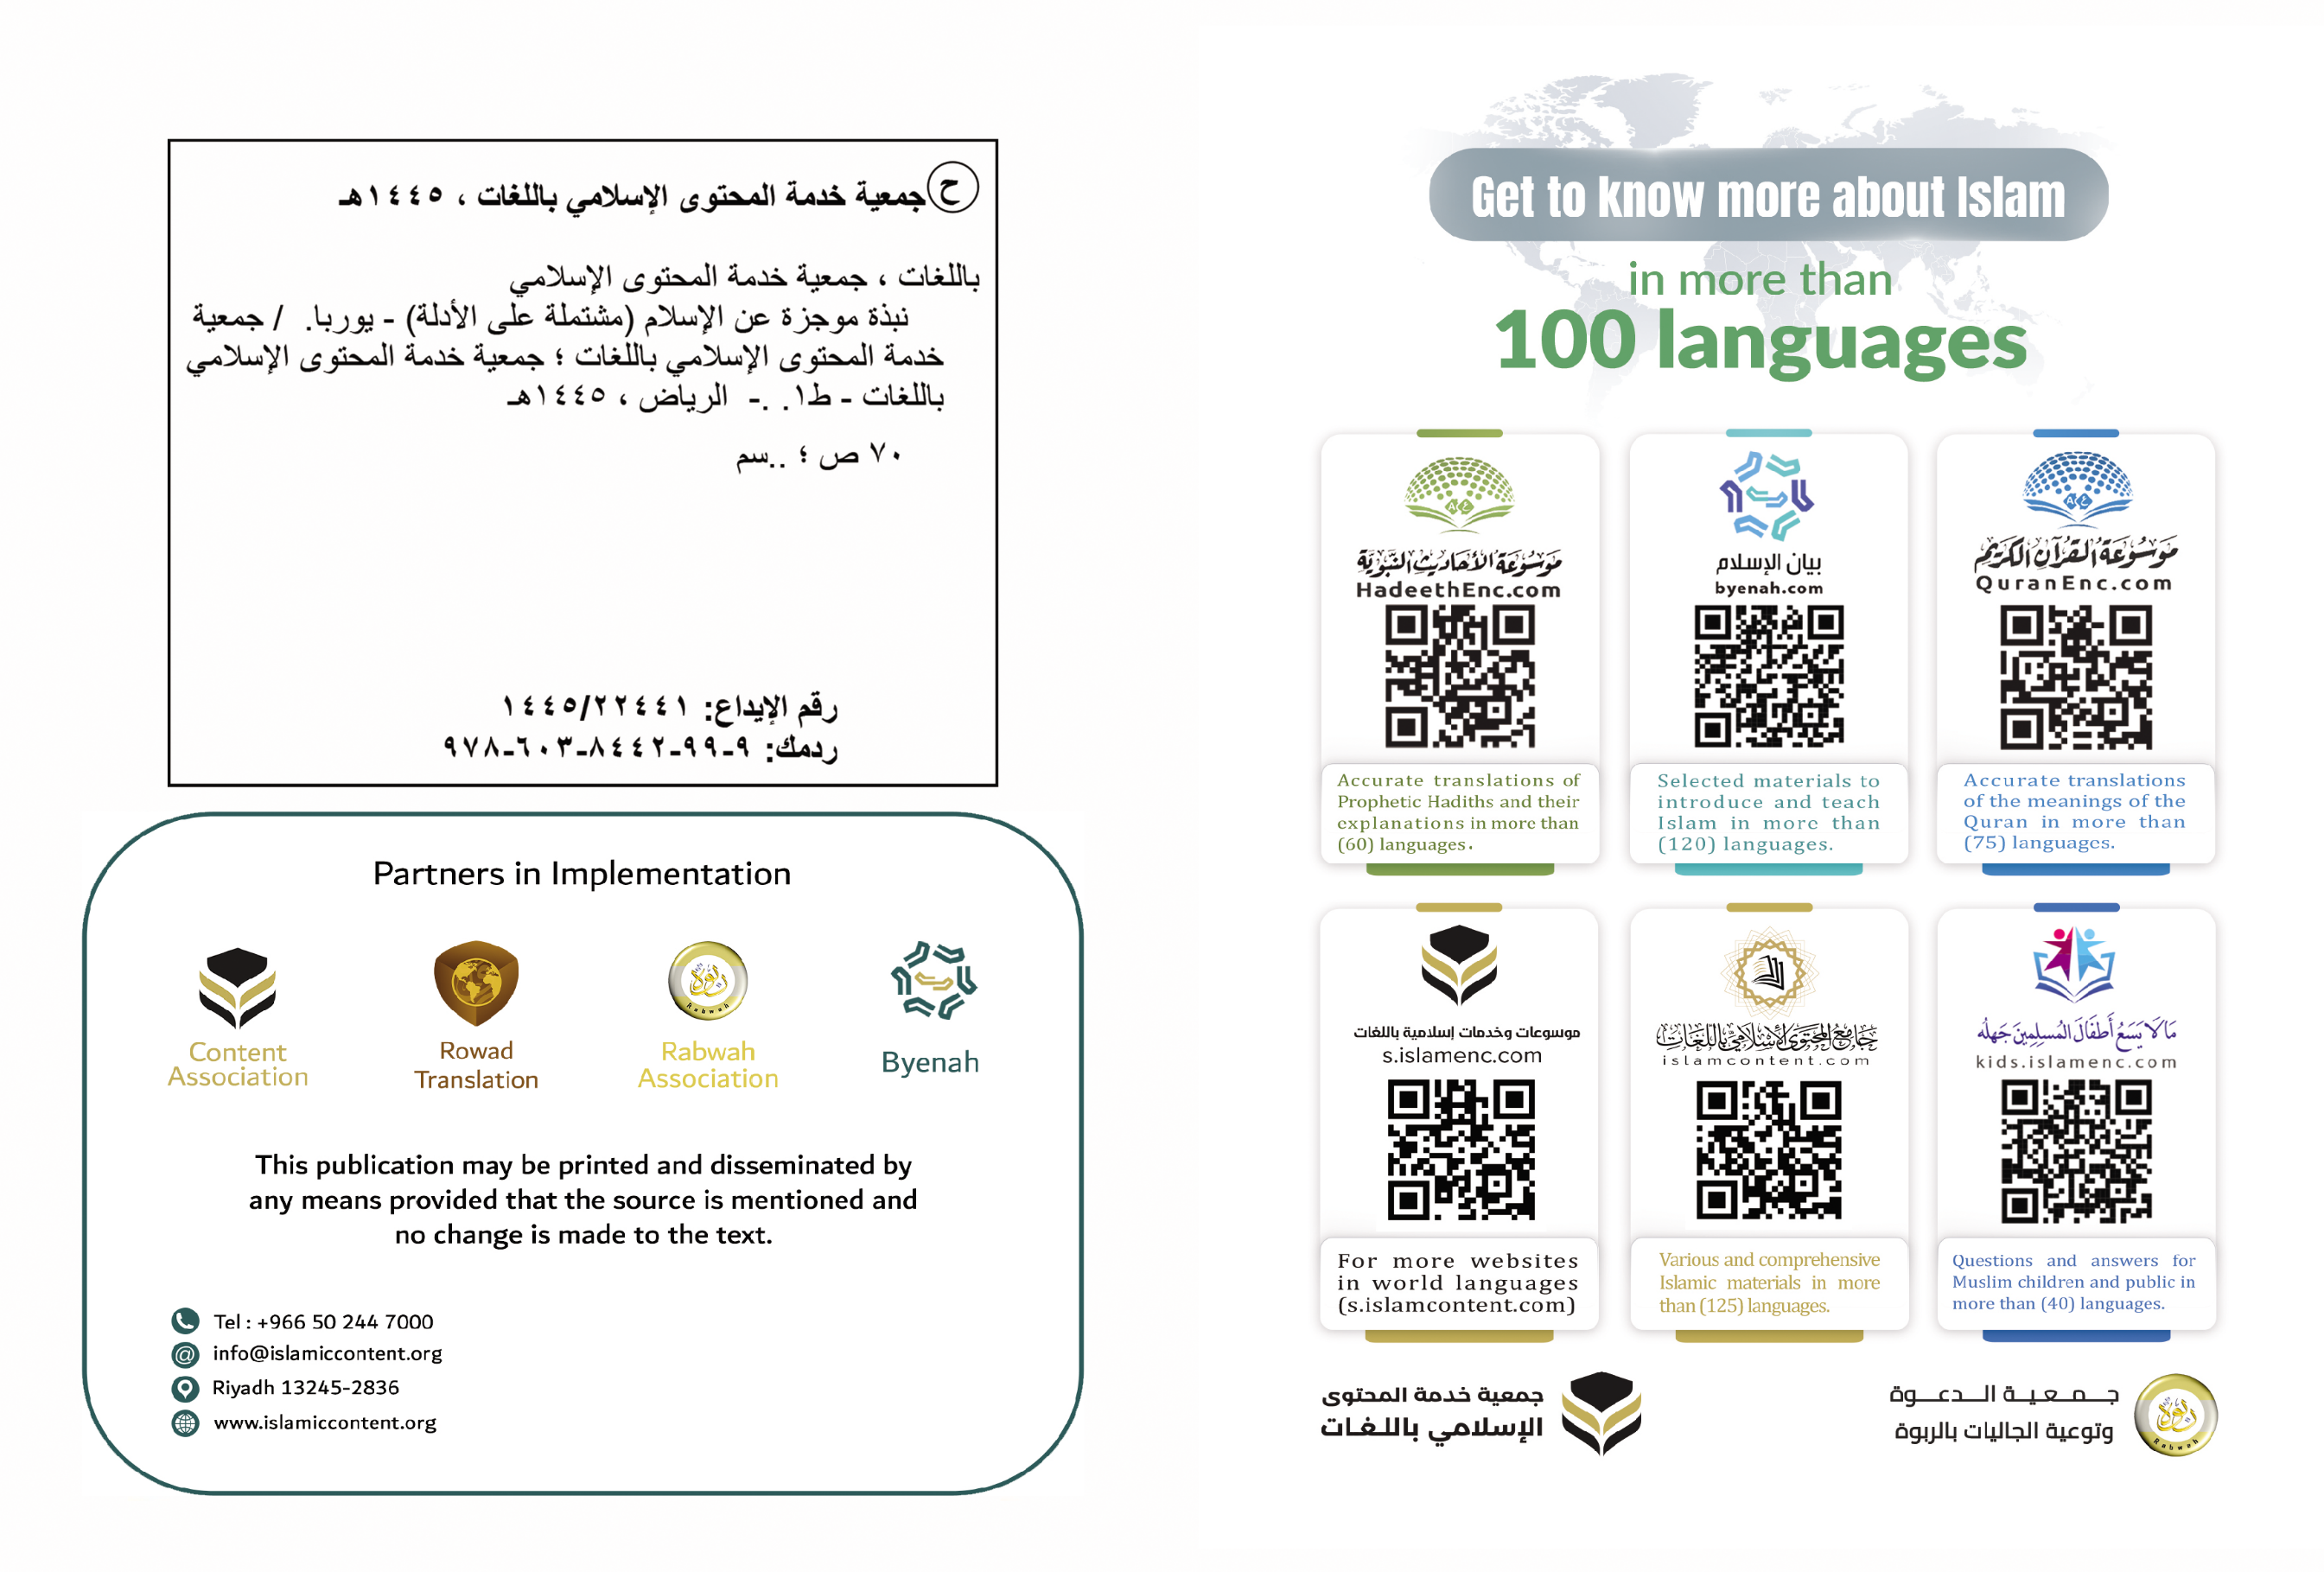 ح جمعية خدمة المحتوى الإسلامي باللغات ، ١٤٤٥هـ
باللغات ، جمعية خدمة المحتوى الإسلامي
نبذة موجزة عن الإسلام (مشتملة على الأدلة) - يوربا. / جمعية
خدمة المحتوى الإسلامي باللغات ؛ جمعية خدمة المحتوى الإسلامي
باللغات - ط١. .- الرياض ، ١٤٤٥هـ
٧٠ ص ؛ ..سم
رقم الإيداع: ١٤٤٥/٢٢٤٤١
ردمك: ٩-٩٩-٨٤٤٢-٦٠٣-٩٧٨
Partners in Implementation
Content
Association
Rowad
Translation
Rabwah
Rabwah
Association
Byenah
This publication may be printed and disseminated by
any means provided that the source is mentioned and
no change is made to the text.
Tel : +966 50 244 7000
info@islamiccontent.org
Riyadh 13245-2836
www.islamiccontent.org
Get to know more about Islam
in more than
100 languages
موسوعة الأحاديث النبوية
HadeethEnc.com
Accurate translations of
Prophetic Hadiths and their
explanations in more than
(60) languages.
بيان الإسلام
byenah.com
Selected materials to
introduce and teach
Islam in more than
(120) languages.
موسوعة القرآن الكريم
QuranEnc.com
Accurate translations
of the meanings of the
Quran in more than
(75) languages.
موسوعات وخدمات إسلامية باللغات
s.islamenc.com
For more websites
in world languages
(s.islamcontent.com)
جامع المحتوى الإسلامي باللغات
islamcontent.com
Various and comprehensive
Islamic materials in more
than (125) languages.
مَا لَا يَسَعُ أَطْفَالَ المُسلِمِينَ جَهلُه
kids.islamenc.com
Questions and answers for
Muslim children and public in
more than (40) languages.
جمعية خدمة المحتوى
الإسلامي باللغات
جمعية الدعوة
وتوعية الجاليات بالربوة
Rabwah